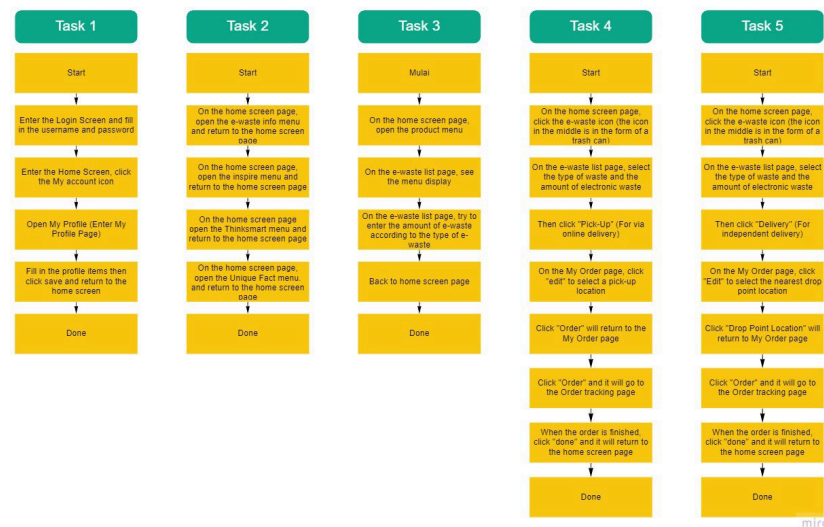 Task 1
Start
Enter the Login Screen and fill
in the username and password
Enter the Home Screen, click
the My account icon
Open My Profile (Enter My
Profile Page)
Fill in the profile items then
click save and return to the
home screen
Done
Task 2
Start
On the home screen page,
open the e-waste info menu
and return to the home screen
page
On the home screen page,
open the inspire menu and
return to the home screen page
On the home screen page
open the Thinksmart menu and
return to the home screen page
On the home screen page,
open the Unique Fact menu.
and return to the home screen
page
Done
Task 3
Mulai
On the home screen page,
open the product menu
On the e-waste list page, see
the menu display
On the e-waste list page, try to
enter the amount of e-waste
according to the type of e-
waste
Back to home screen page
Done
Task 4
Start
On the home screen page,
click the e-waste icon (the icon
in the middle is in the form of a
trash can)
On the e-waste list page, select
the type of waste and the
amount of electronic waste
Then click "Pick-Up" (For via
online delivery)
On the My Order page, click
"edit" to select a pick-up
location
Click "Order" will return to the
My Order page
Click "Order" and it will go to
the Order tracking page
When the order is finished,
click "done" and it will return to
the home screen page
Done
Task 5
Start
On the home screen page,
click the e-waste icon (the icon
in the middle is in the form of a
trash can)
On the e-waste list page, select
the type of waste and the
amount of electronic waste
Then click "Delivery" (For
independent delivery)
On the My Order page, click
"Edit" to select the nearest drop
point location
Click "Drop Point Location" will
return to My Order page
Click "Order" and it will go to
the Order tracking page
When the order is finished,
click "done" and it will return to
the home screen page
Done
miro